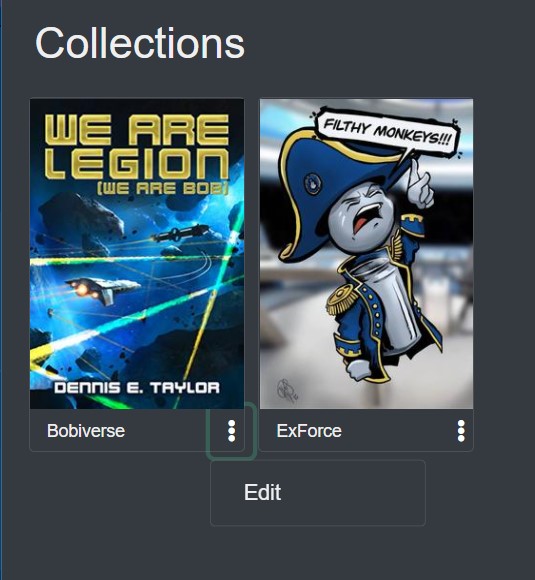 Collections
WE ARE
LEGION
(WE ARE BOB)
DENNIS E. TAYLOR
FILTHY MONKEYS!!!
Bobiverse
ExForce
Edit